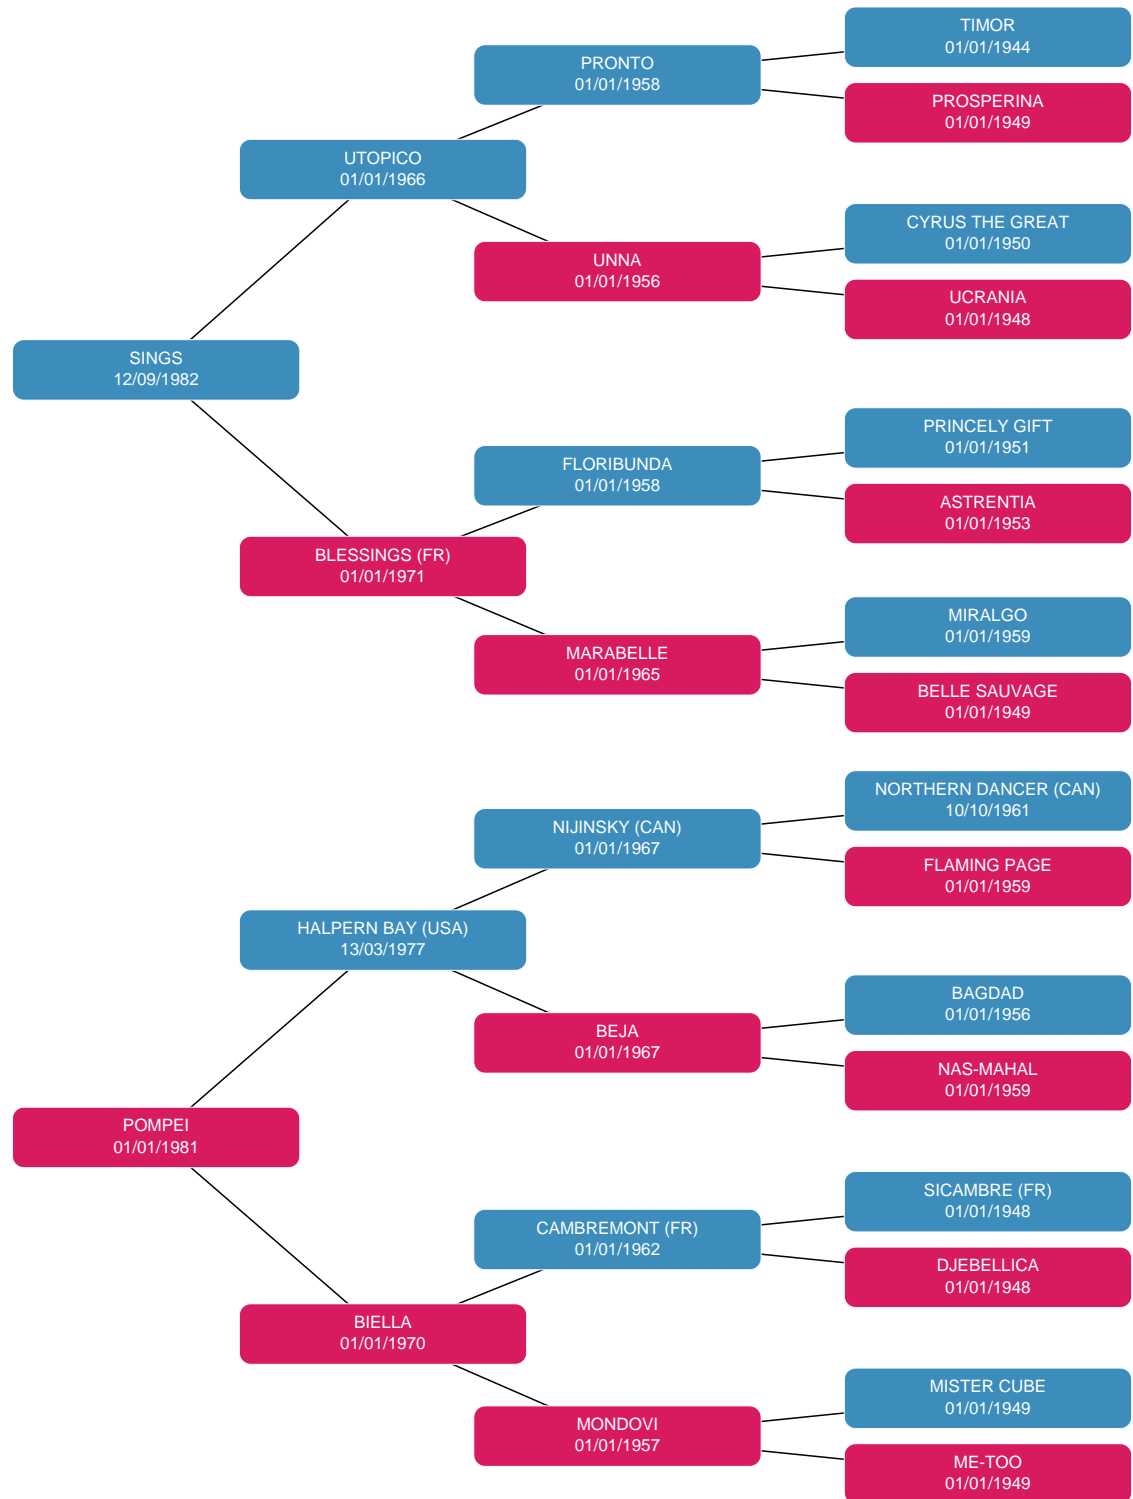 TIMOR
01/01/1944
PRONTO
01/01/1958
PROSPERINA
01/01/1949
UTOPICO
01/01/1966
CYRUS THE GREAT
01/01/1950
UNNA
01/01/1956
UCRANIA
01/01/1948
SINGS
12/09/1982
PRINCELY GIFT
01/01/1951
FLORIBUNDA
01/01/1958
ASTRENTIA
01/01/1953
BLESSINGS (FR)
01/01/1971
MIRALGO
01/01/1959
MARABELLE
01/01/1965
BELLE SAUVAGE
01/01/1949
NORTHERN DANCER (CAN)
10/10/1961
NIJINSKY (CAN)
01/01/1967
FLAMING PAGE
01/01/1959
HALPERN BAY (USA)
13/03/1977
BAGDAD
01/01/1956
BEJA
01/01/1967
NAS-MAHAL
01/01/1959
POMPEI
01/01/1981
SICAMBRE (FR)
01/01/1948
CAMBREMONT (FR)
01/01/1962
DJEBELLICA
01/01/1948
BIELLA
01/01/1970
MISTER CUBE
01/01/1949
MONDOVI
01/01/1957
ME-TOO
01/01/1949